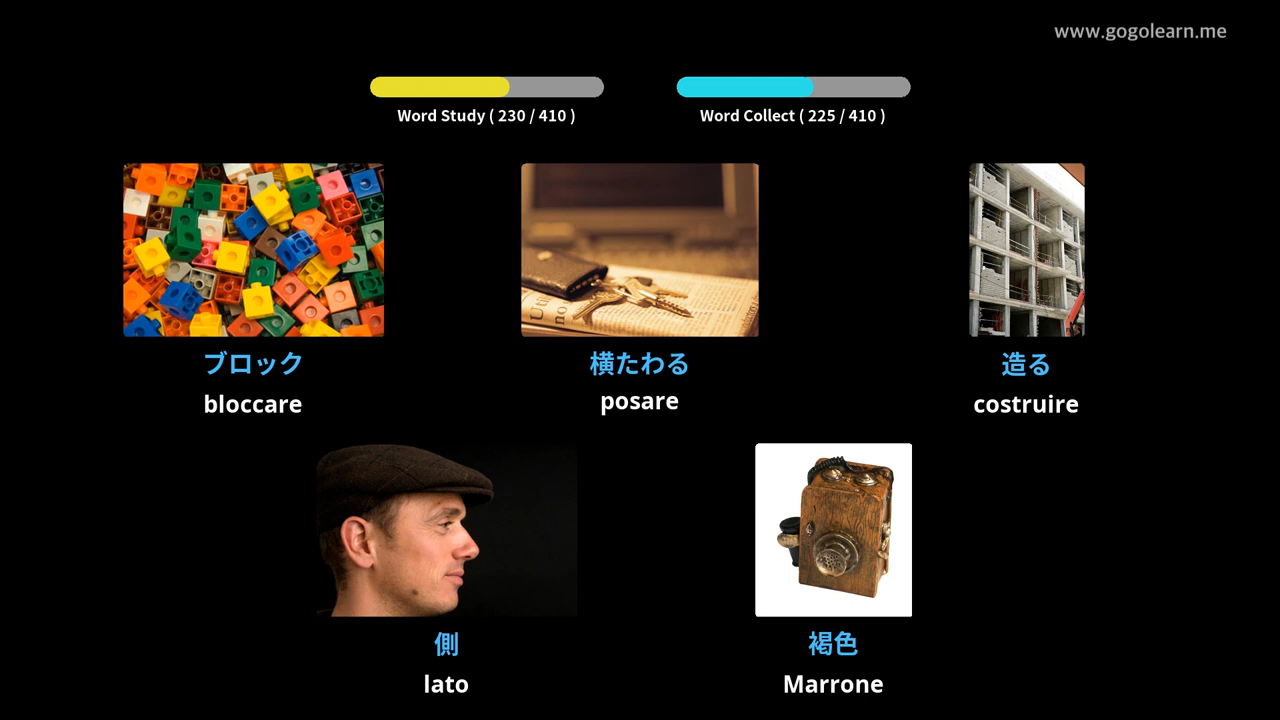 www.gogolearn.me
Word Study ( 230 / 410 )
Word Collect ( 225 / 410 )
ブロック
bloccare
横たわる
posare
造る
costruire
側
lato
褐色
Marrone